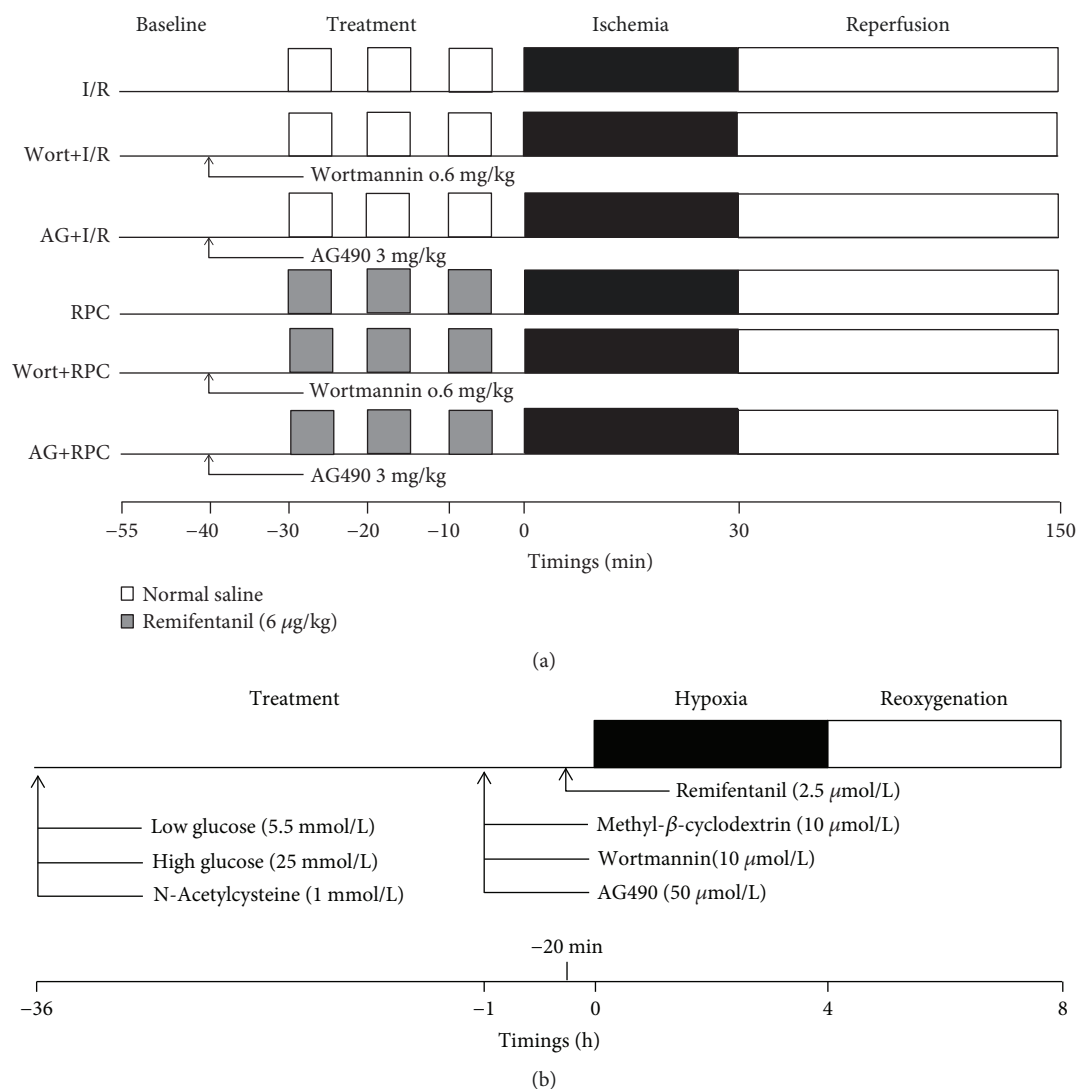 Baseline Treatment Ischemia Reperfusion
I/R
Wort+I/R
Wortmannin o.6 mg/kg
AG+I/R
AG490 3 mg/kg
RPC
Wort+RPC
Wortmannin o.6 mg/kg
AG+RPC
AG490 3 mg/kg
−55 −40 −30 −20 −10 0 30 150
Timings (min)
Normal saline
Remifentanil (6 μg/kg)
(a)
Treatment Hypoxia Reoxygenation
Remifentanil (2.5 μmol/L)
Low glucose (5.5 mmol/L) Methyl-β-cyclodextrin (10 μmol/L)
High glucose (25 mmol/L) Wortmannin(10 μmol/L)
N-Acetylcysteine (1 mmol/L) AG490 (50 μmol/L)
−20 min
−36 −1 0 4 8
Timings (h)
(b)